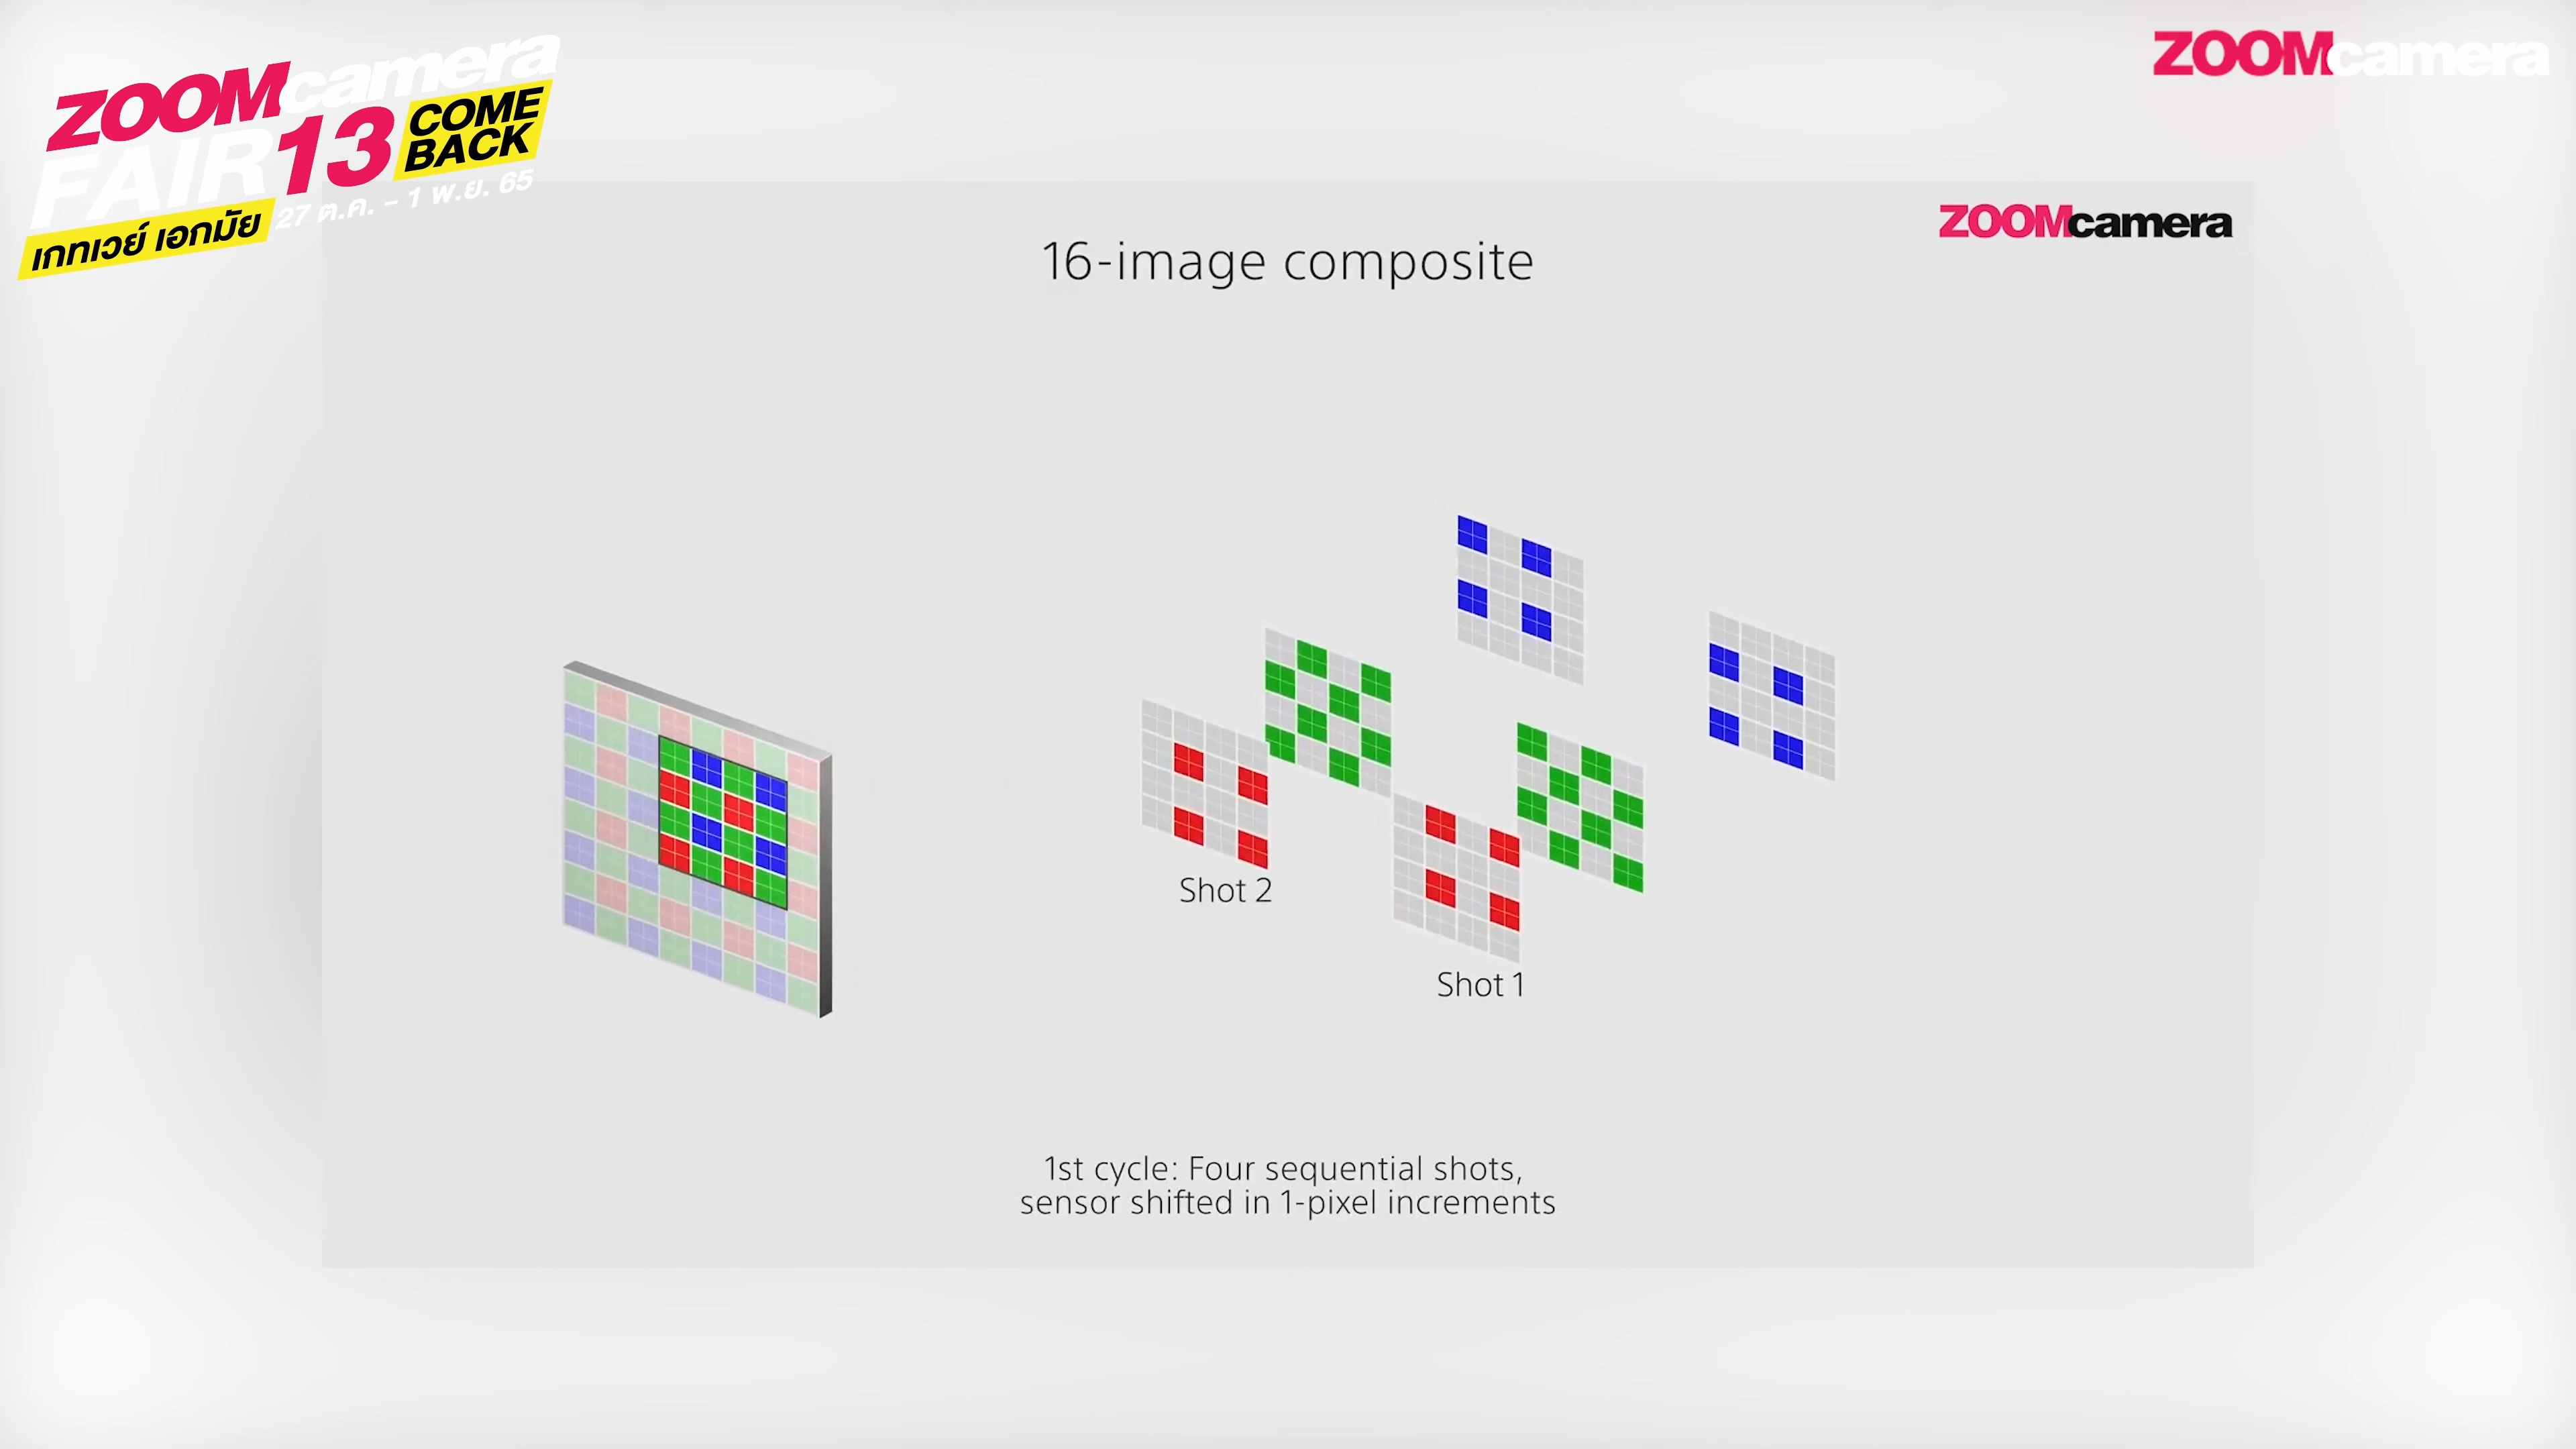 ZOOMcamera
FAIR 13 COME BACK
เกทเวย์ เอกมัย 27 ต.ค. - 1 พ.ย. 65
ZOOMcamera
ZOOMcamera
16-image composite
Shot 2
Shot 1
1st cycle: Four sequential shots,
sensor shifted in 1-pixel increments